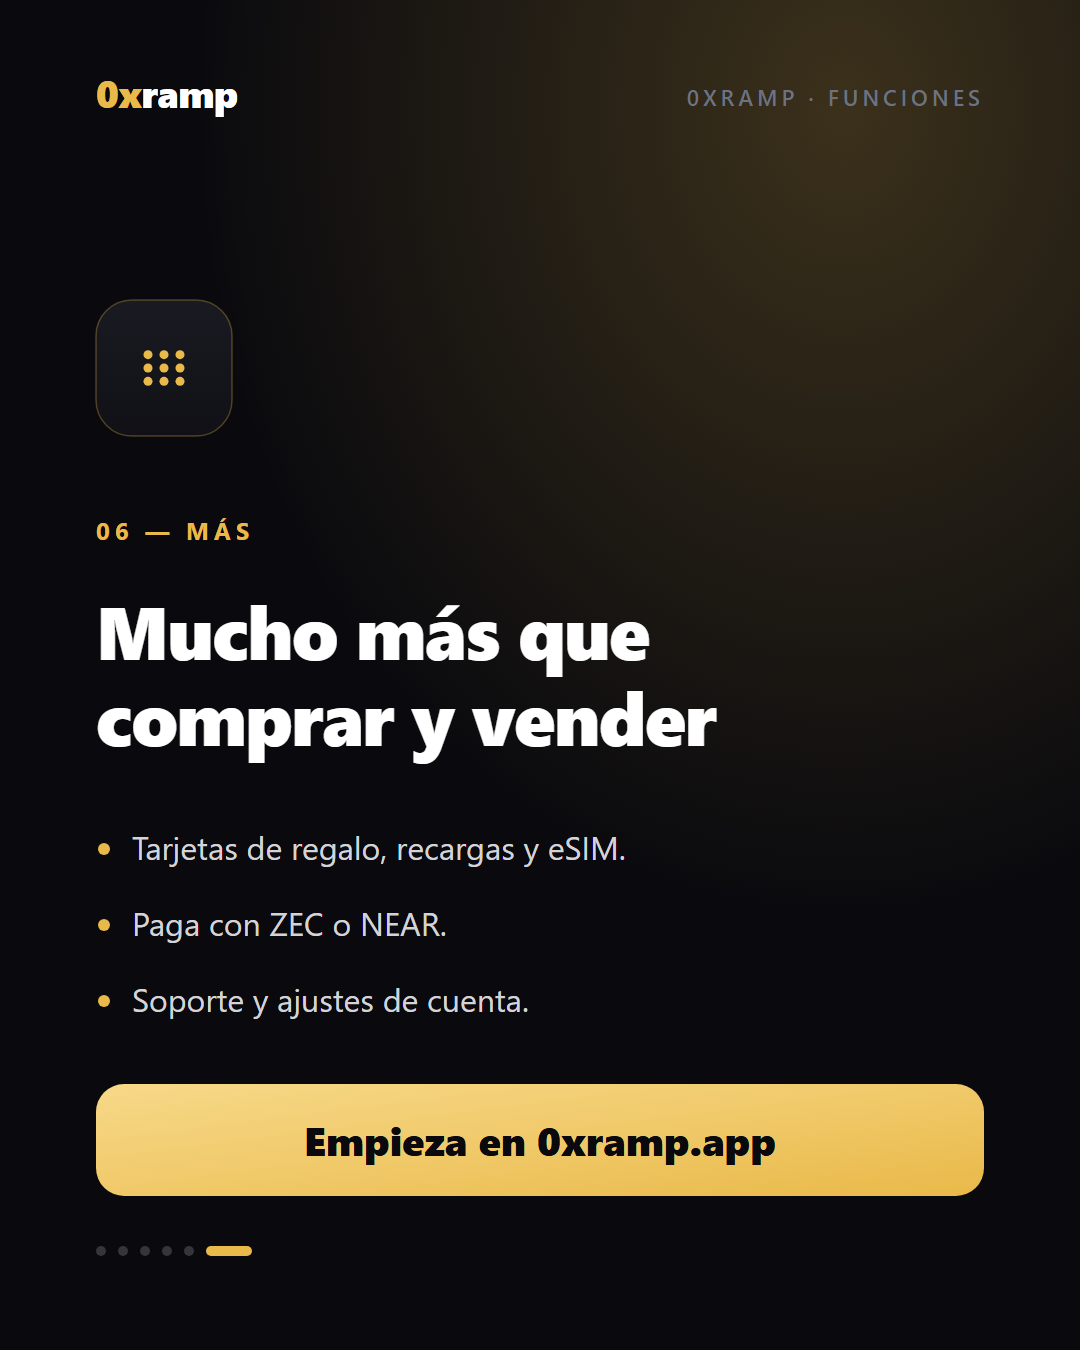 0xramp
0XRAMP · FUNCIONES
06 — MÁS
Mucho más que
comprar y vender
Tarjetas de regalo, recargas y eSIM.
Paga con ZEC o NEAR.
Soporte y ajustes de cuenta.
Empieza en 0xramp.app